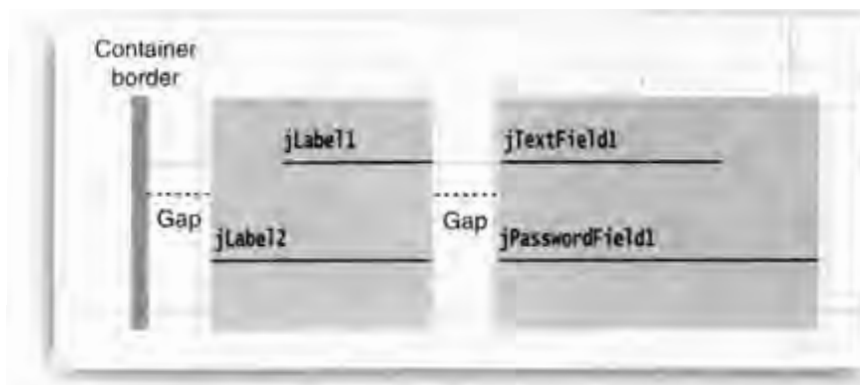 Container
border
jLabel1
jTextField1
Gap
Gap
jLabel2
jPasswordField1